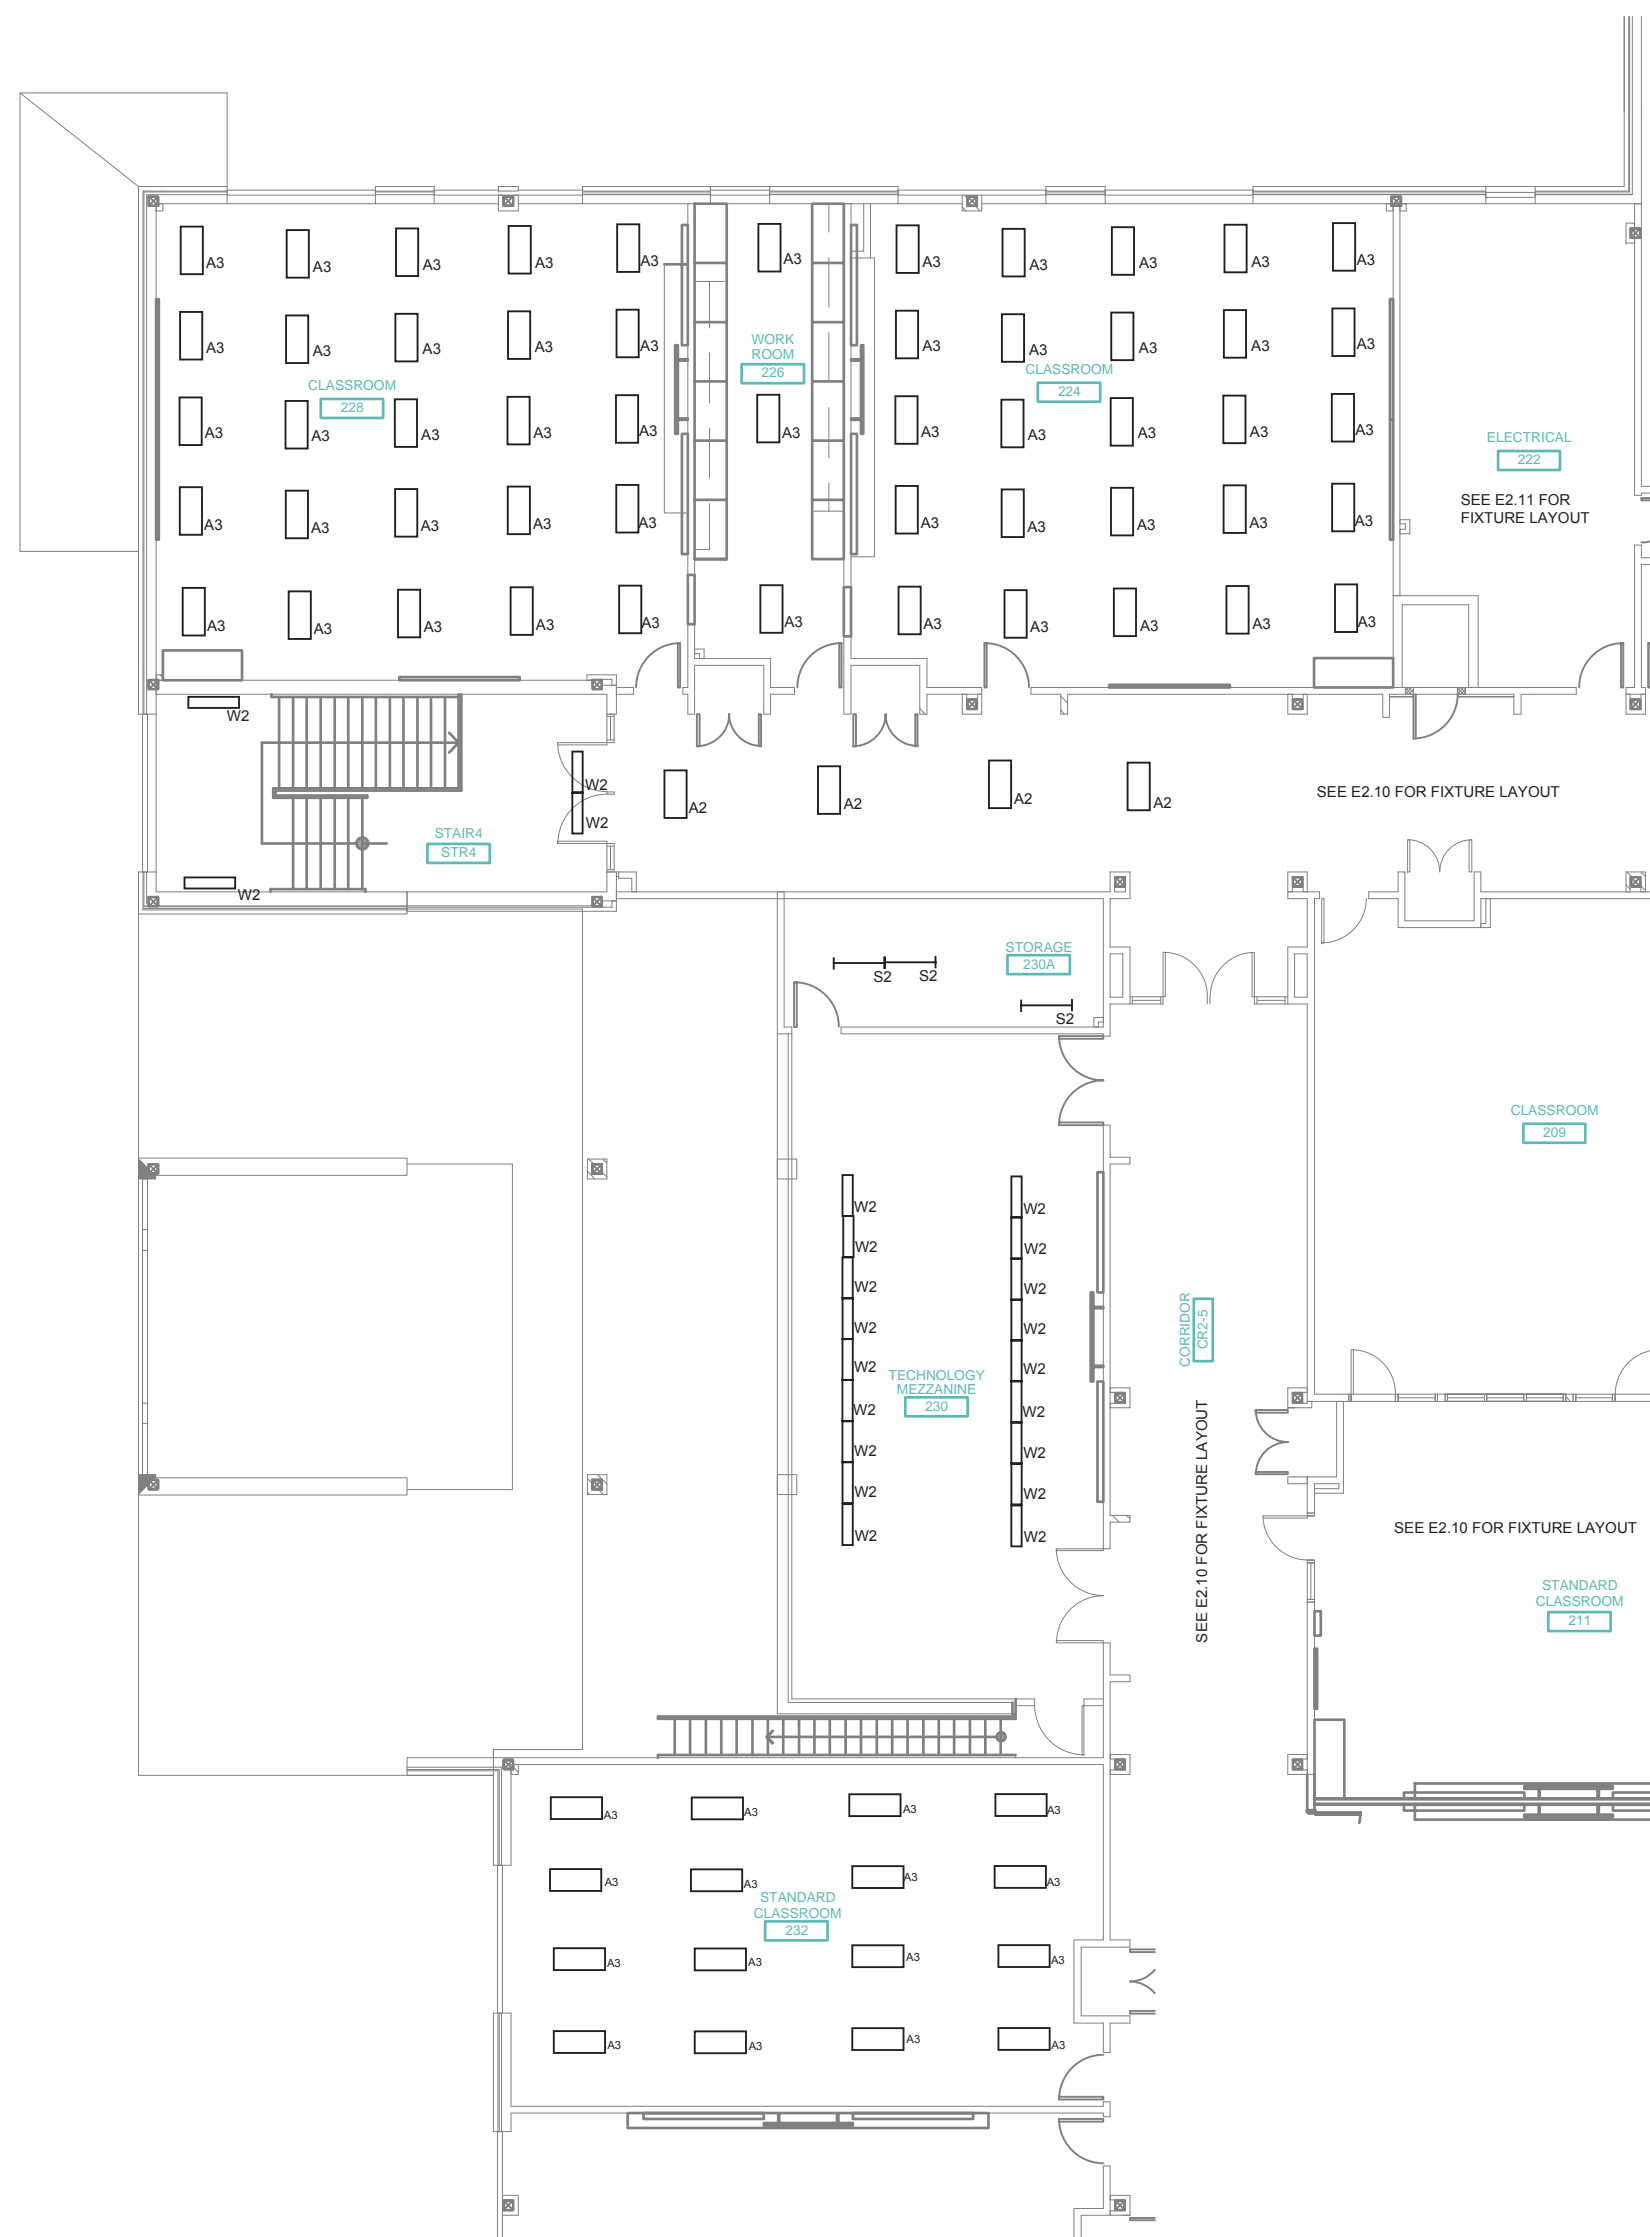 A3 A3 A3 A3 A3 A3 A3 A3 A3 A3 A3
A3 A3 A3 A3 A3 A3 A3 A3 A3 A3
WORK
ROOM
226
CLASSROOM
224
CLASSROOM
228
A3 A3 A3 A3 A3 A3 A3 A3 A3 A3 A3
ELECTRICAL
222
SEE E2.11 FOR
FIXTURE LAYOUT
A3 A3 A3 A3 A3 A3 A3 A3 A3 A3
A3 A3 A3 A3 A3 A3 A3 A3 A3 A3 A3
W2
W2
W2
A2 A2 A2 A2
SEE E2.10 FOR FIXTURE LAYOUT
STAIR4
STR4
W2
STORAGE
230A
S2 S2
S2
CLASSROOM
209
W2 W2
W2 W2
W2 W2
W2 W2
W2 W2
W2 W2
W2 W2
W2 W2
W2 W2
TECHNOLOGY
MEZZANINE
230
CORRIDOR
CR2-5
SEE E2.10 FOR FIXTURE LAYOUT
SEE E2.10 FOR FIXTURE LAYOUT
STANDARD
CLASSROOM
211
A3 A3 A3 A3
A3 A3 A3 A3
STANDARD
CLASSROOM
232
A3 A3 A3 A3
A3 A3 A3 A3